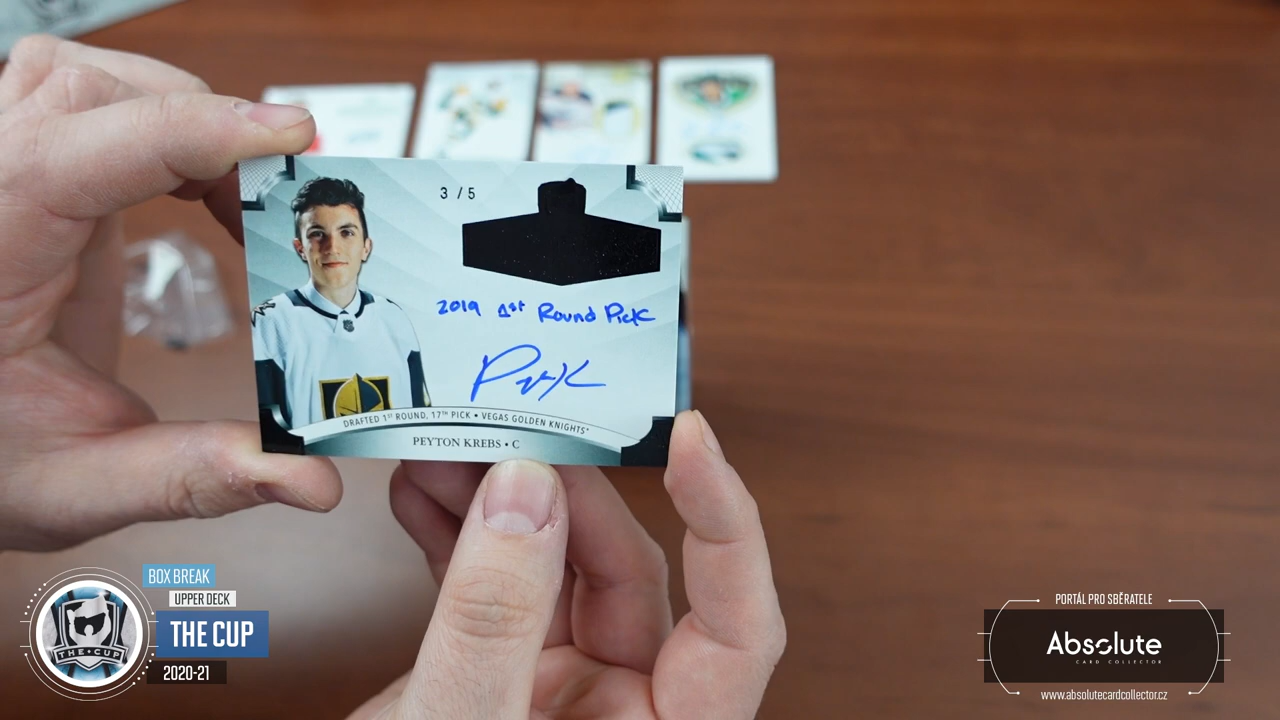 3 / 5
2019 1st Round Pick
DRAFTED 1ST ROUND, 17TH PICK • VEGAS GOLDEN KNIGHTS®
PEYTON KREBS • C
BOX BREAK
UPPER DECK
THE CUP
2020-21
THE•CUP
PORTÁL PRO SBĚRATELE
Absolute
CARD COLLECTOR
www.absolutecardcollector.cz